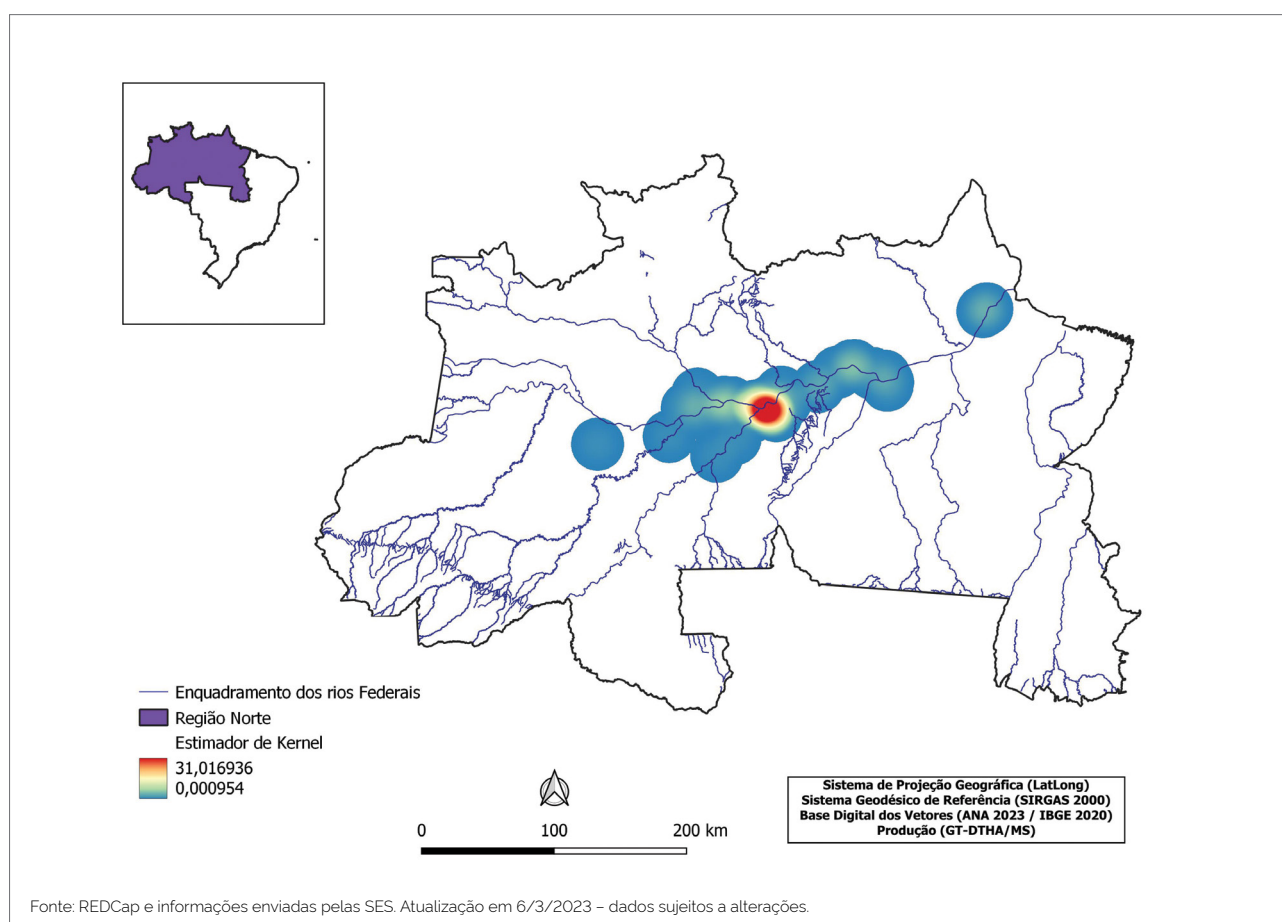 Enquadramento dos rios Federais
Região Norte
Estimador de Kernel
31,016936
0,000954
0 100 200 km
Sistema de Projeção Geográfica (LatLong)
Sistema Geodésico de Referência (SIRGAS 2000)
Base Digital dos Vetores (ANA 2023 / IBGE 2020)
Produção (GT-DTHA/MS)
Fonte: REDCap e informações enviadas pelas SES. Atualização em 6/3/2023 – dados sujeitos a alterações.